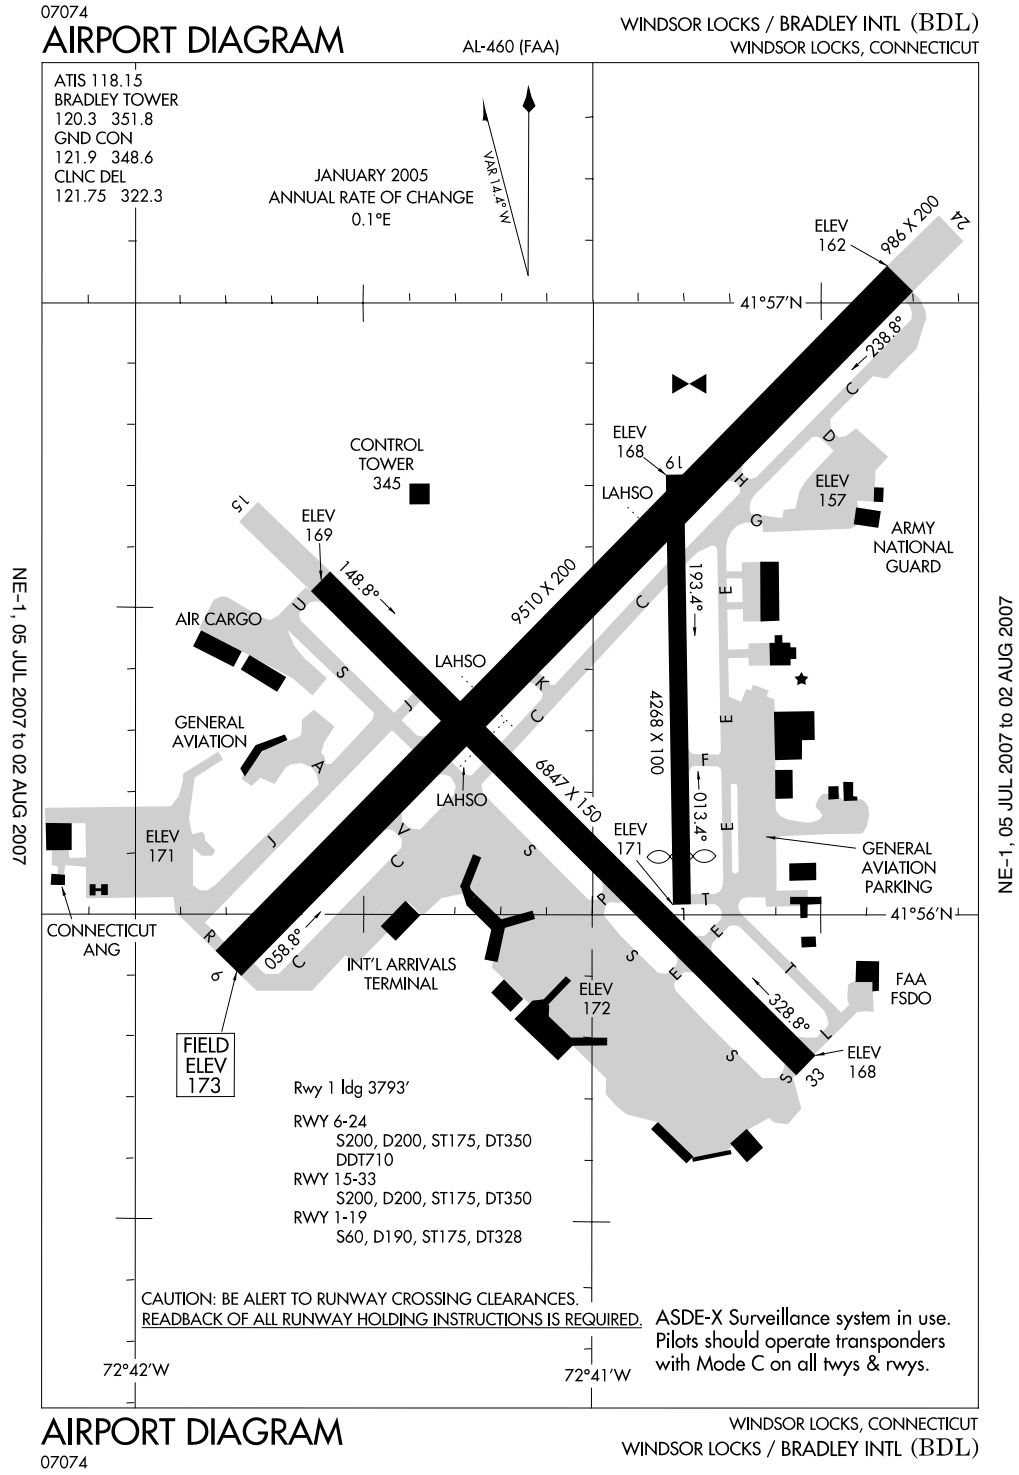 07074
AIRPORT DIAGRAM
AL-460 (FAA)
WINDSOR LOCKS / BRADLEY INTL (BDL)
WINDSOR LOCKS, CONNECTICUT
ATIS 118.15
BRADLEY TOWER
120.3 351.8
GND CON
121.9 348.6
CLNC DEL
121.75 322.3
JANUARY 2005
ANNUAL RATE OF CHANGE
0.1°E
VAR 14.4° W
ELEV
162
986 X 200
24
41°57'N
238.8°
C
D
H
G
ELEV
168
19
LAHSO
ELEV
157
ARMY
NATIONAL
GUARD
CONTROL
TOWER
345
15
ELEV
169
148.8°
9510 X 200
193.4°
E
C
U
AIR CARGO
S
J
LAHSO
K
C
4268 X 100
E
F
GENERAL
AVIATION
A
LAHSO
6847 X 150
013.4°
E
ELEV
171
J
V
C
S
ELEV
171
GENERAL
AVIATION
PARKING
1
T
P
41°56'N
CONNECTICUT
ANG
R
6
058.8°
C
INT'L ARRIVALS
TERMINAL
S
E
E
T
ELEV
172
328.8°
FAA
FSDO
L
FIELD
ELEV
173
S
S
33
ELEV
168
Rwy 1 ldg 3793'
RWY 6-24
S200, D200, ST175, DT350
DDT710
RWY 15-33
S200, D200, ST175, DT350
RWY 1-19
S60, D190, ST175, DT328
CAUTION: BE ALERT TO RUNWAY CROSSING CLEARANCES.
READBACK OF ALL RUNWAY HOLDING INSTRUCTIONS IS REQUIRED.
ASDE-X Surveillance system in use.
Pilots should operate transponders
with Mode C on all twys & rwys.
72°42'W
72°41'W
NE-1, 05 JUL 2007 to 02 AUG 2007
NE-1, 05 JUL 2007 to 02 AUG 2007
AIRPORT DIAGRAM
07074
WINDSOR LOCKS, CONNECTICUT
WINDSOR LOCKS / BRADLEY INTL (BDL)